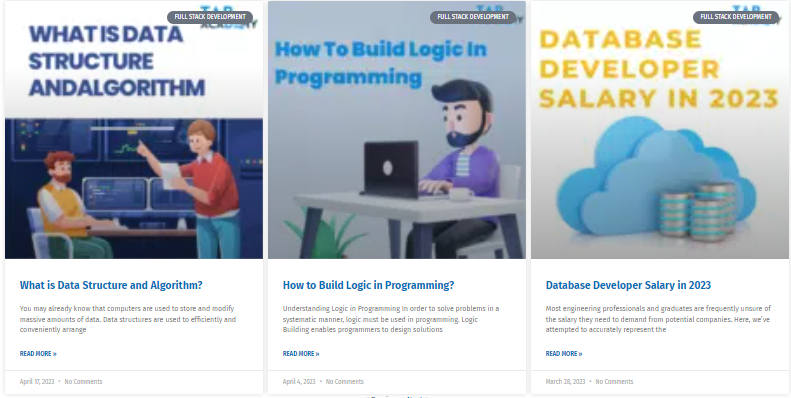 FULL STACK DEVELOPMENT
WHAT IS DATA
STRUCTURE
ANDALGORITHM
What is Data Structure and Algorithm?
You may already know that computers are used to store and modify
massive amounts of data. Data structures are used to efficiently and
conveniently arrange
READ MORE »
April 17, 2023 • No Comments
FULL STACK DEVELOPMENT
How To Build Logic In
Programming
How to Build Logic in Programming?
Understanding Logic in Programming In order to solve problems in a
systematic manner, logic must be used in programming. Logic
Building enables programmers to design solutions
READ MORE »
April 4, 2023 • No Comments
FULL STACK DEVELOPMENT
DATABASE
DEVELOPER
SALARY IN 2023
Database Developer Salary in 2023
Most engineering professionals and graduates are frequently unsure of
the salary they need to demand from potential companies. Here, we've
attempted to accurately represent the
READ MORE »
March 28, 2023 • No Comments